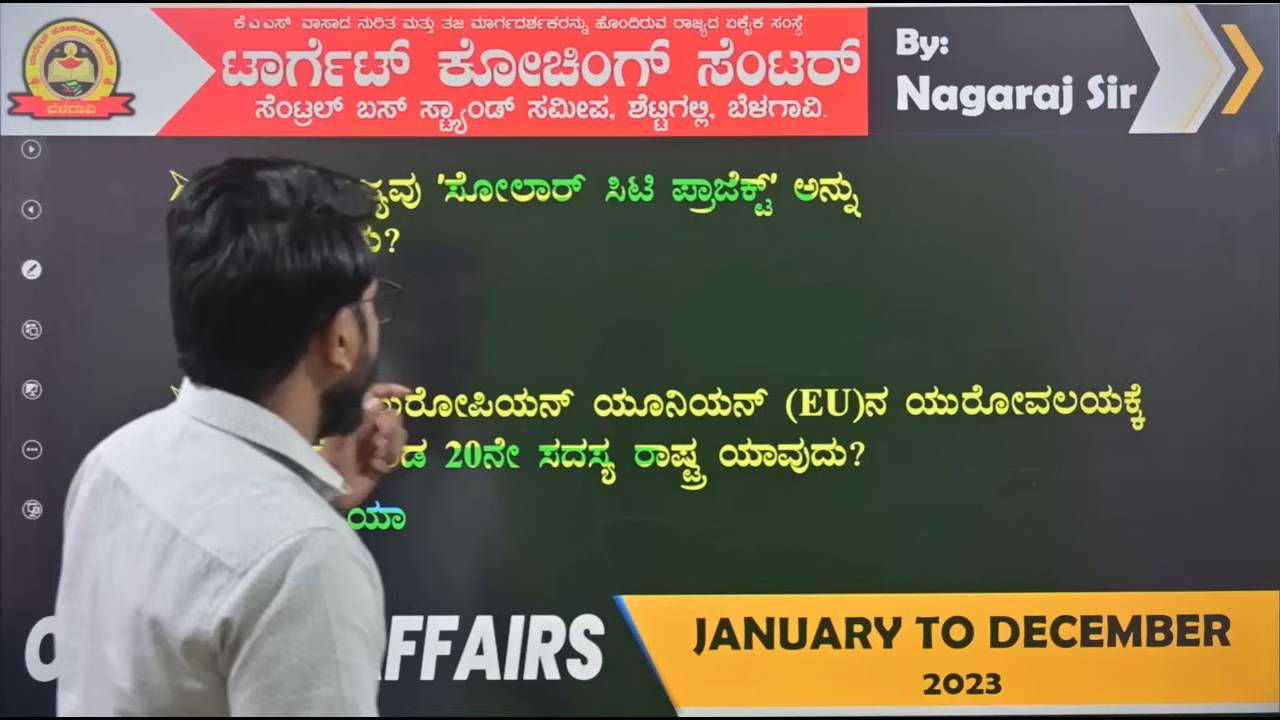 ಕೆಎಎಸ್ ವಾಸಾದ ನುರಿತ ಮತ್ತು ತಜ್ಞ ಮಾರ್ಗದರ್ಶಕರನ್ನು ಹೊಂದಿರುವ ರಾಜ್ಯದ ಏಕೈಕ ಸಂಸ್ಥೆ
ಟಾರ್ಗೆಟ್ ಕೋಚಿಂಗ್ ಸೆಂಟರ್
ಸೆಂಟ್ರಲ್ ಬಸ್ ಸ್ಟ್ಯಾಂಡ್ ಸಮೀಪ, ಶೆಟ್ಟಿಗಲ್ಲಿ, ಬೆಳಗಾವಿ.
ಬೆಳಗಾವಿ
By:
Nagaraj Sir
'ಸೋಲಾರ್ ಸಿಟಿ ಪ್ರಾಜೆಕ್ಟ್' ಅನ್ನು
ಯುರೋಪಿಯನ್ ಯೂನಿಯನ್ (EU)ನ ಯುರೋವಲಯಕ್ಕೆ
20ನೇ ಸದಸ್ಯ ರಾಷ್ಟ್ರ ಯಾವುದು?
AFFAIRS
JANUARY TO DECEMBER
2023